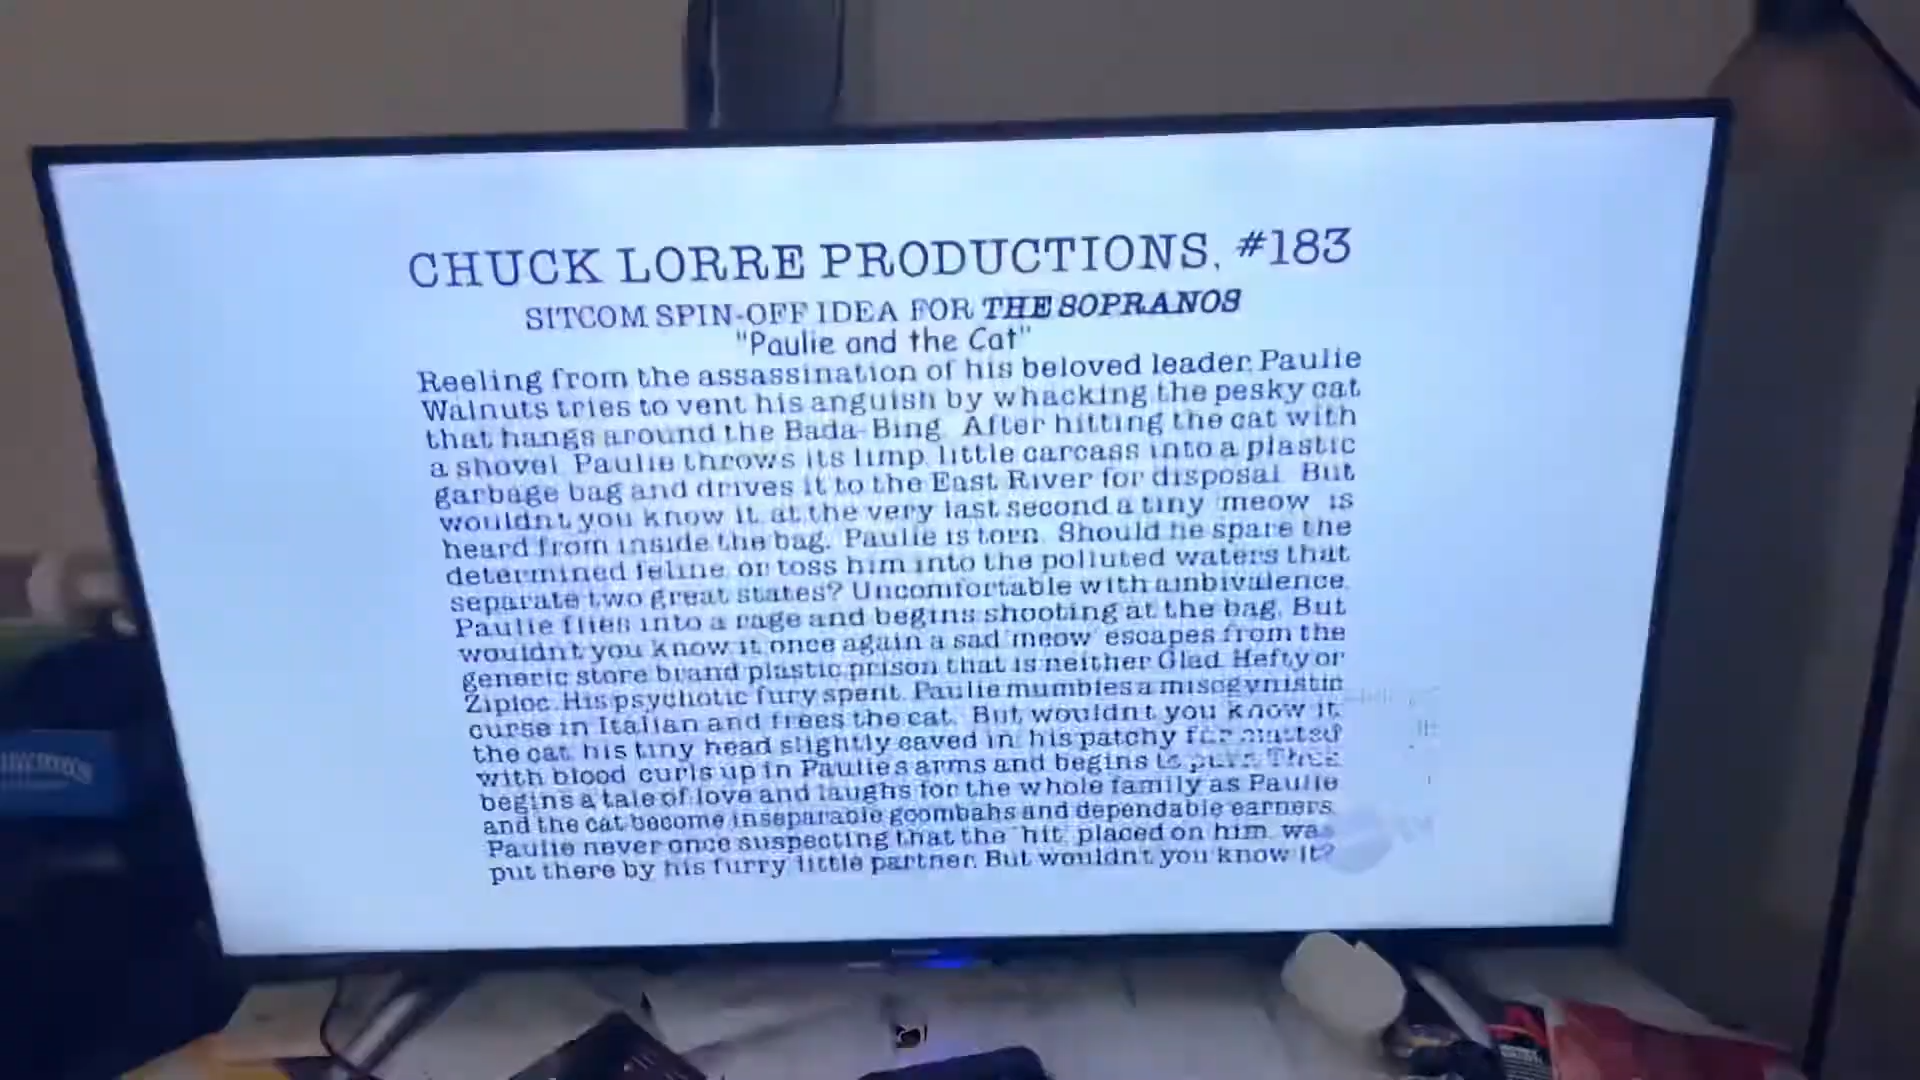 CHUCK LORRE PRODUCTIONS, #183
SITCOM SPIN-OFF IDEA FOR THE SOPRANOS
"Paulie and the Cat"
Reeling from the assassination of his beloved leader, Paulie
Walnuts tries to vent his anguish by whacking the pesky cat
that hangs around the Bada-Bing. After hitting the cat with
a shovel, Paulie throws its limp, little carcass into a plastic
garbage bag and drives it to the East River for disposal. But
wouldn't you know it, at the very last second a tiny 'meow' is
heard from inside the bag. Paulie is torn. Should he spare the
determined feline, or toss him into the polluted waters that
separate two great states? Uncomfortable with ambivalence,
Paulie flies into a rage and begins shooting at the bag. But
wouldn't you know it, once again a sad 'meow' escapes from the
generic store brand plastic prison that is neither Glad, Hefty or
Ziploc. His psychotic fury spent, Paulie mumbles a misogynistic
curse in Italian and frees the cat. But wouldn't you know it,
the cat, his tiny head slightly caved in, his patchy fur matted
with blood, curls up in Paulie's arms and begins to purr. Thus
begins a tale of love and laughs for the whole family as Paulie
and the cat become inseparable goombahs and dependable earners.
Paulie never once suspecting that the 'hit' placed on him, was
put there by his furry little partner. But wouldn't you know it?